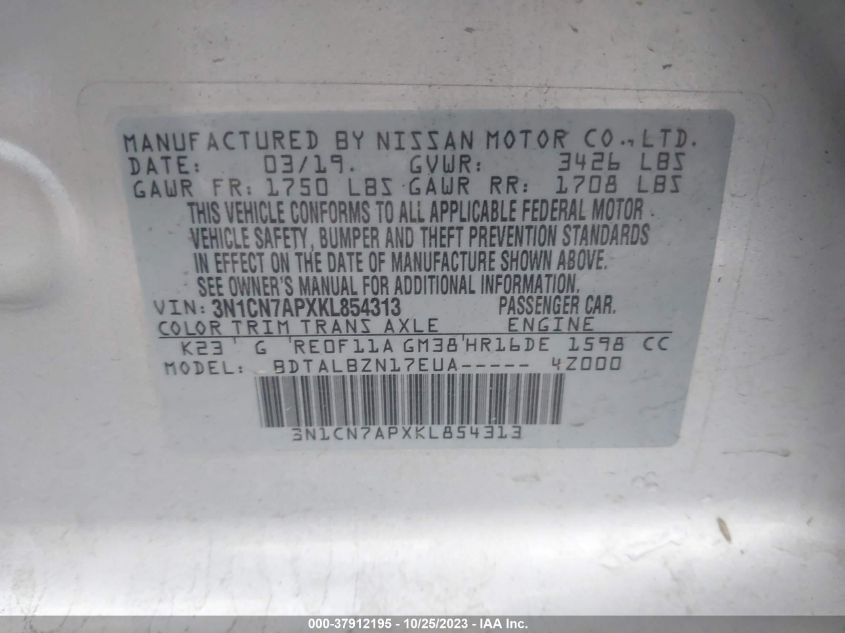 MANUFACTURED BY NISSAN MOTOR CO., LTD.
DATE: 03/19. GVWR: 3426 LBS
GAWR FR: 1750 LBS GAWR RR: 1708 LBS
THIS VEHICLE CONFORMS TO ALL APPLICABLE FEDERAL MOTOR
VEHICLE SAFETY, BUMPER AND THEFT PREVENTION STANDARDS
IN EFFECT ON THE DATE OF MANUFACTURE SHOWN ABOVE.
SEE OWNER'S MANUAL FOR ADDITIONAL INFORMATION.
VIN: 3N1CN7APXKL854313 PASSENGER CAR.
COLOR TRIM TRANS AXLE ENGINE
K23 G RE0F11A GM38 HR16DE 1598 CC
MODEL: BDTALBZN17EUA----- 4Z000
3N1CN7APXKL854313
000-37912195 - 10/25/2023 - IAA Inc.